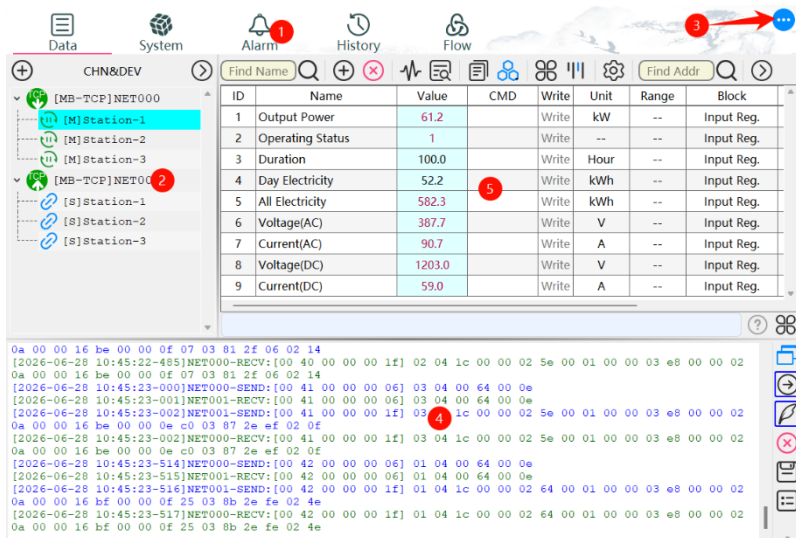 Data System Alarm 1 History Flow 3
CHN&DEV
Find Name
Find Addr
[MB-TCP]NET000
[M]Station-1
[M]Station-2
[M]Station-3
[MB-TCP]NET00 2
[S]Station-1
[S]Station-2
[S]Station-3
ID Name Value CMD Write Unit Range Block
1 Output Power 61.2 Write kW -- Input Reg.
2 Operating Status 1 Write -- -- Input Reg.
3 Duration 100.0 Write Hour -- Input Reg.
4 Day Electricity 52.2 Write kWh -- Input Reg.
5 All Electricity 582.3 5 Write kWh -- Input Reg.
6 Voltage(AC) 387.7 Write V -- Input Reg.
7 Current(AC) 90.7 Write A -- Input Reg.
8 Voltage(DC) 1203.0 Write V -- Input Reg.
9 Current(DC) 59.0 Write A -- Input Reg.
0a 00 00 16 be 00 00 0f 07 03 81 2f 06 02 14
[2026-06-28 10:45:22-485]NET000-RECV:[00 40 00 00 00 1f] 02 04 1c 00 00 02 5e 00 01 00 00 03 e8 00 00 02
0a 00 00 16 be 00 00 0f 07 03 81 2f 06 02 14
[2026-06-28 10:45:23-000]NET000-SEND:[00 41 00 00 00 06] 03 04 00 64 00 0e
[2026-06-28 10:45:23-001]NET001-RECV:[00 41 00 00 00 06] 03 04 00 64 00 0e
[2026-06-28 10:45:23-002]NET001-SEND:[00 41 00 00 00 1f] 03 4 1c 00 00 02 5e 00 01 00 00 03 e8 00 00 02
0a 00 00 16 be 00 00 0e c0 03 87 2e ef 02 0f
[2026-06-28 10:45:23-002]NET000-RECV:[00 41 00 00 00 1f] 03 04 1c 00 00 02 5e 00 01 00 00 03 e8 00 00 02
0a 00 00 16 be 00 00 0e c0 03 87 2e ef 02 0f
[2026-06-28 10:45:23-514]NET000-SEND:[00 42 00 00 00 06] 01 04 00 64 00 0e
[2026-06-28 10:45:23-515]NET001-RECV:[00 42 00 00 00 06] 01 04 00 64 00 0e
[2026-06-28 10:45:23-516]NET001-SEND:[00 42 00 00 00 1f] 01 04 1c 00 00 02 64 00 01 00 00 03 e8 00 00 02
0a 00 00 16 bf 00 00 0f 25 03 8b 2e fe 02 4e
[2026-06-28 10:45:23-517]NET000-RECV:[00 42 00 00 00 1f] 01 04 1c 00 00 02 64 00 01 00 00 03 e8 00 00 02
0a 00 00 16 bf 00 00 0f 25 03 8b 2e fe 02 4e